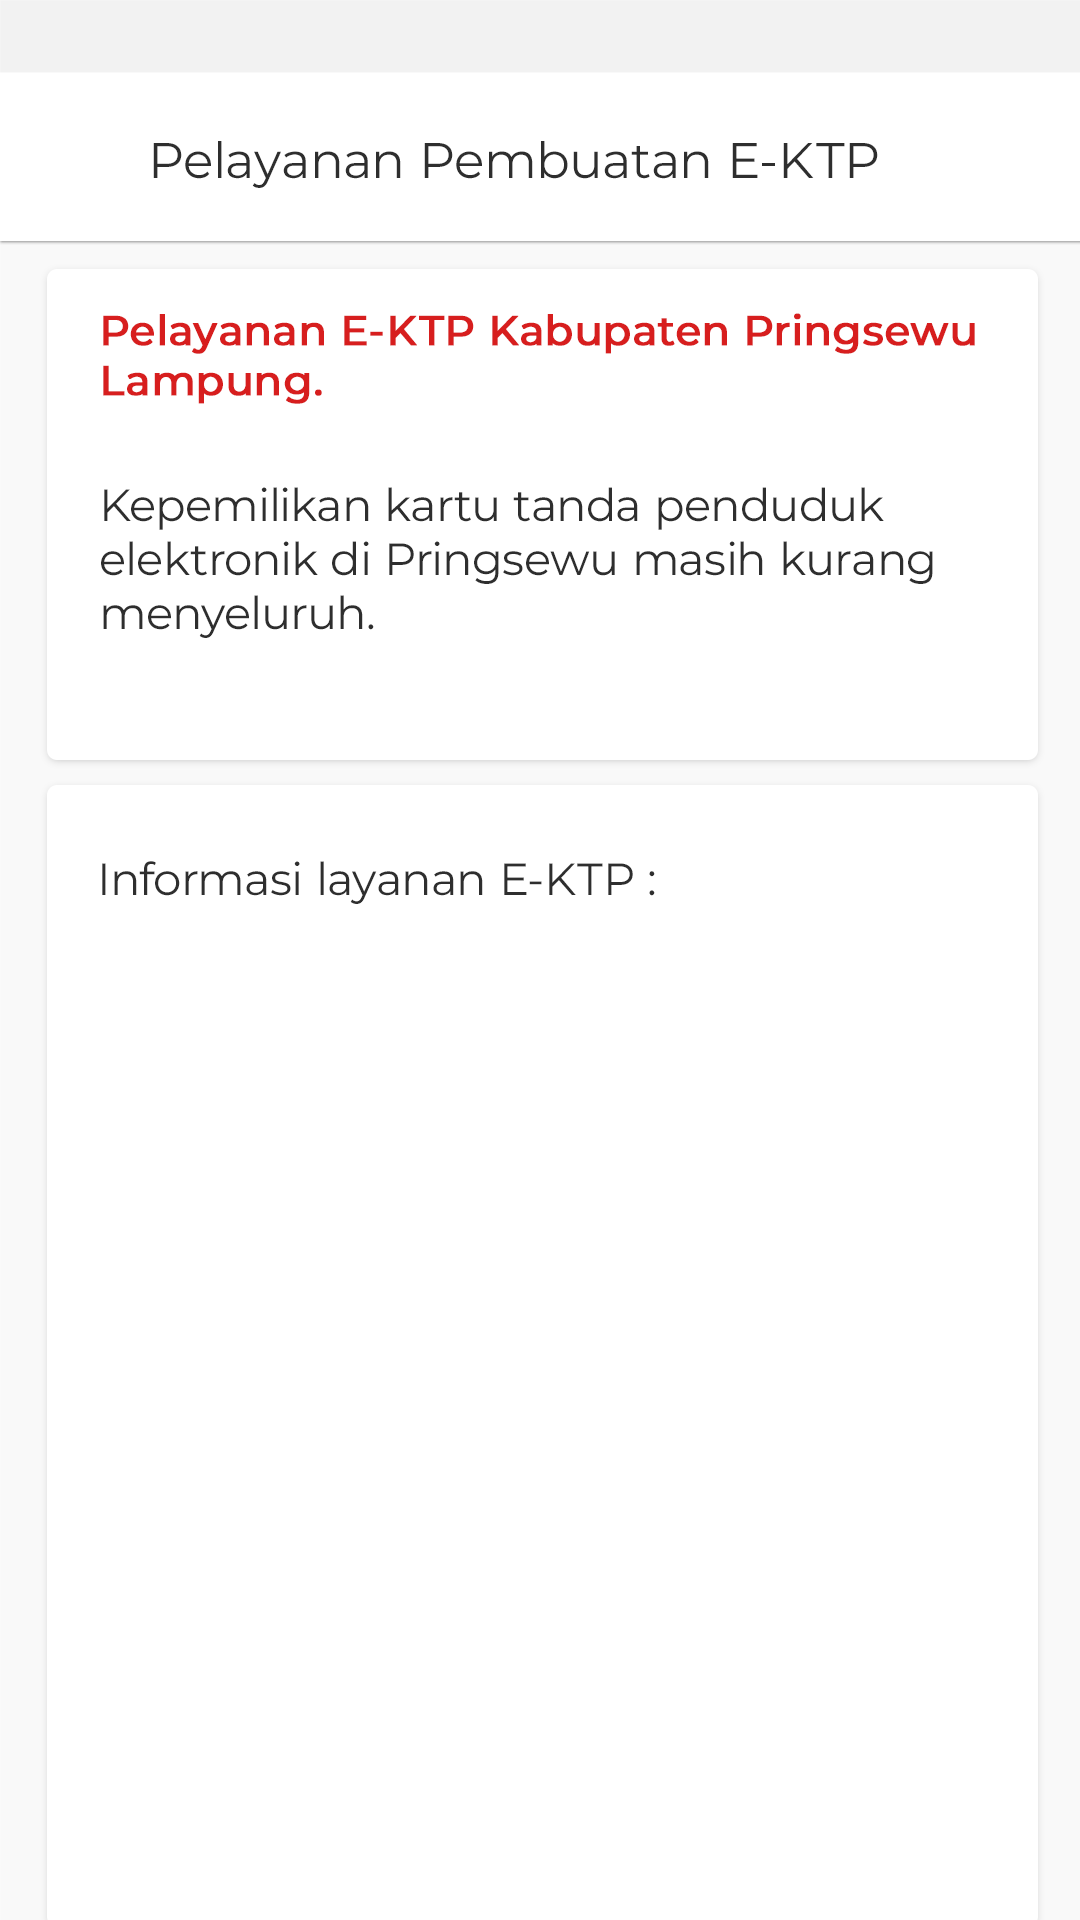 Pelayanan Pembuatan E-KTP
Pelayanan E-KTP Kabupaten Pringsewu
Lampung.
Kepemilikan kartu tanda penduduk
elektronik di Pringsewu masih kurang
menyeluruh.
Informasi layanan E-KTP :